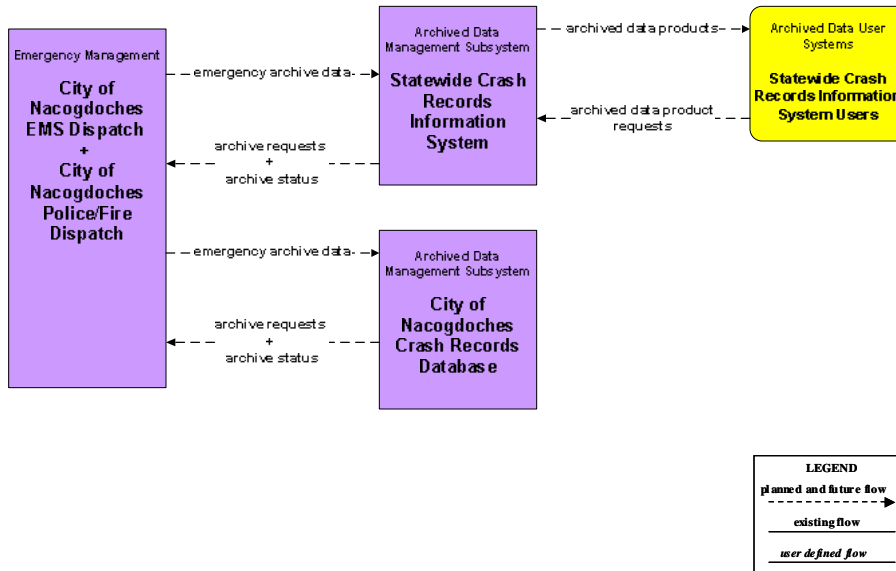 Emergency Management
City of
Nacogdoches
EMS Dispatch
+
City of
Nacogdoches
Police/Fire
Dispatch
emergency archive data
archive requests
+
archive status
emergency archive data
archive requests
+
archive status
Archived Data
Management Subsystem
Statewide Crash
Records
Information
System
Archived Data
Management Subsystem
City of
Nacogdoches
Crash Records
Database
archived data products
archived data product
requests
Archived Data User
Systems
Statewide Crash
Records Information
System Users
LEGEND
planned and future flow
existing flow
user defined flow